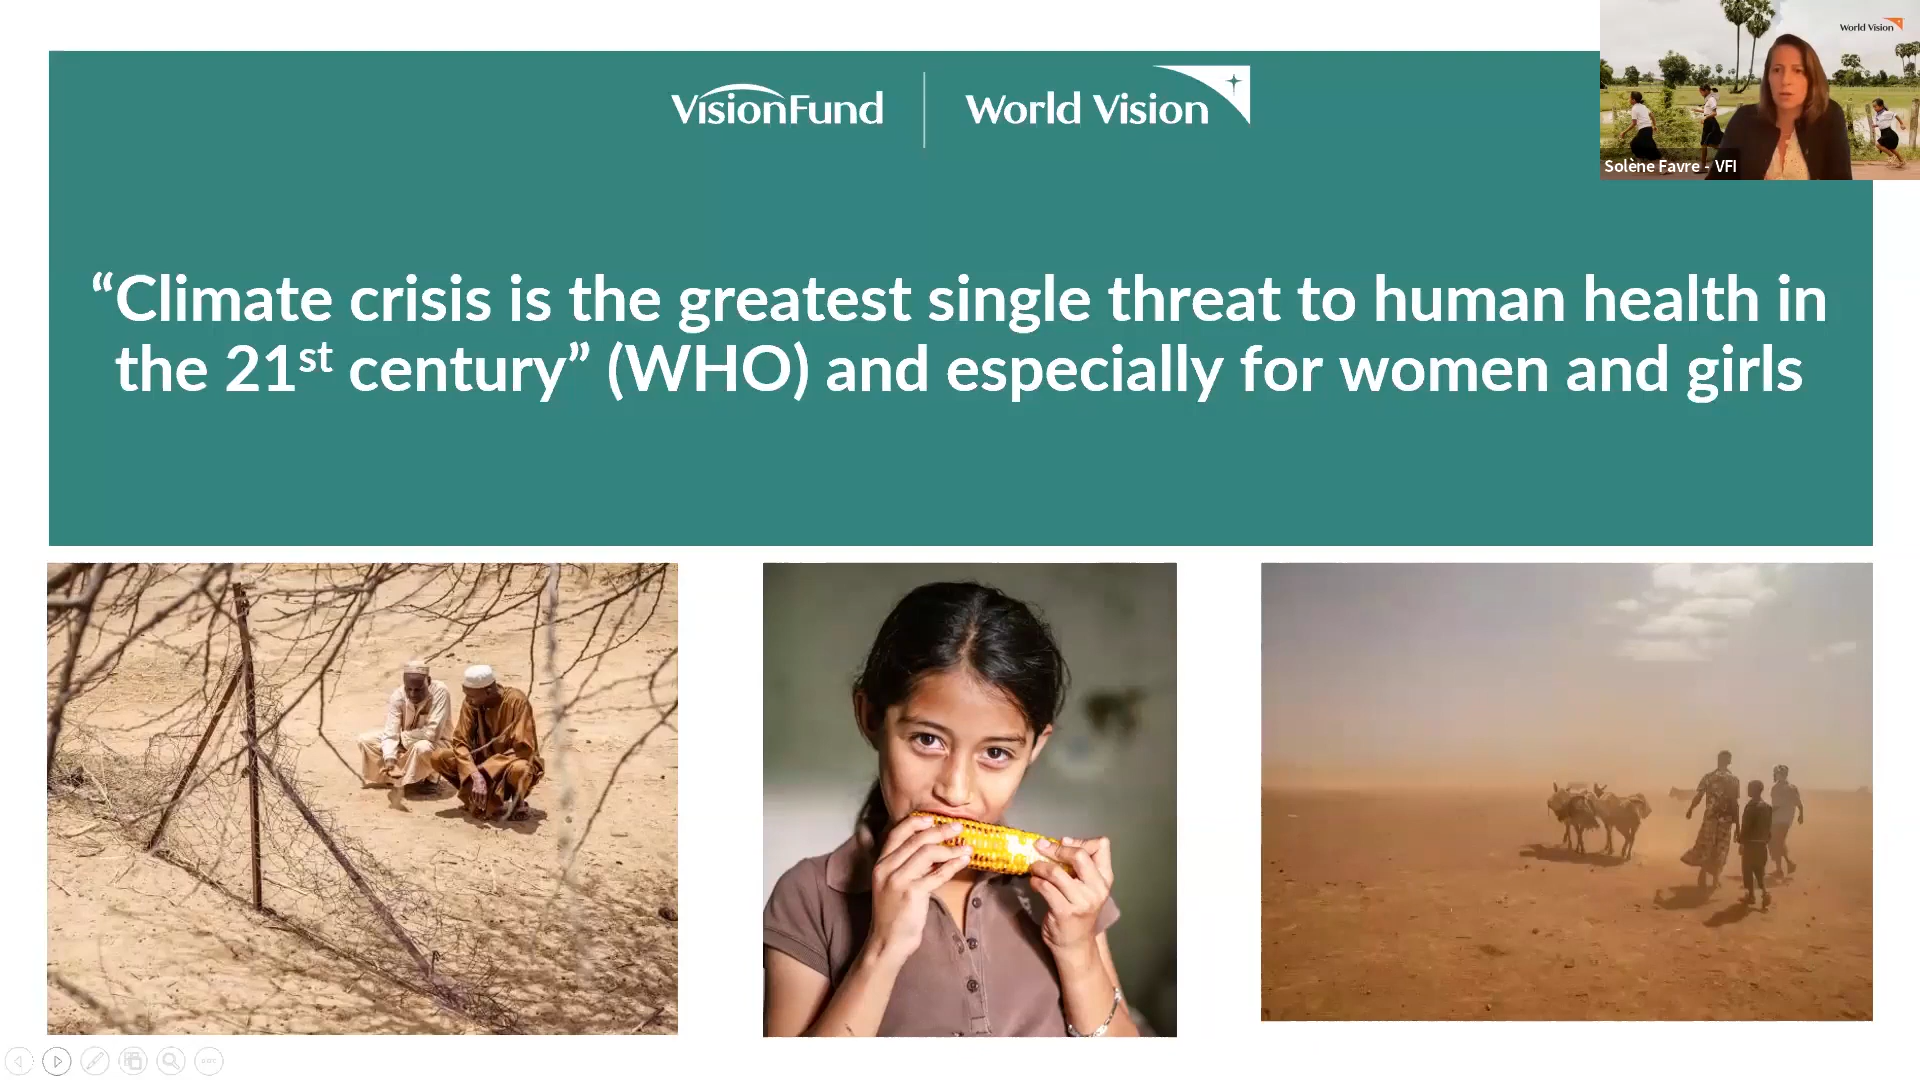 World Vision
VisionFund
World Vision
Solène Favre - VFI
“Climate crisis is the greatest single threat to human health in
the 21st century” (WHO) and especially for women and girls